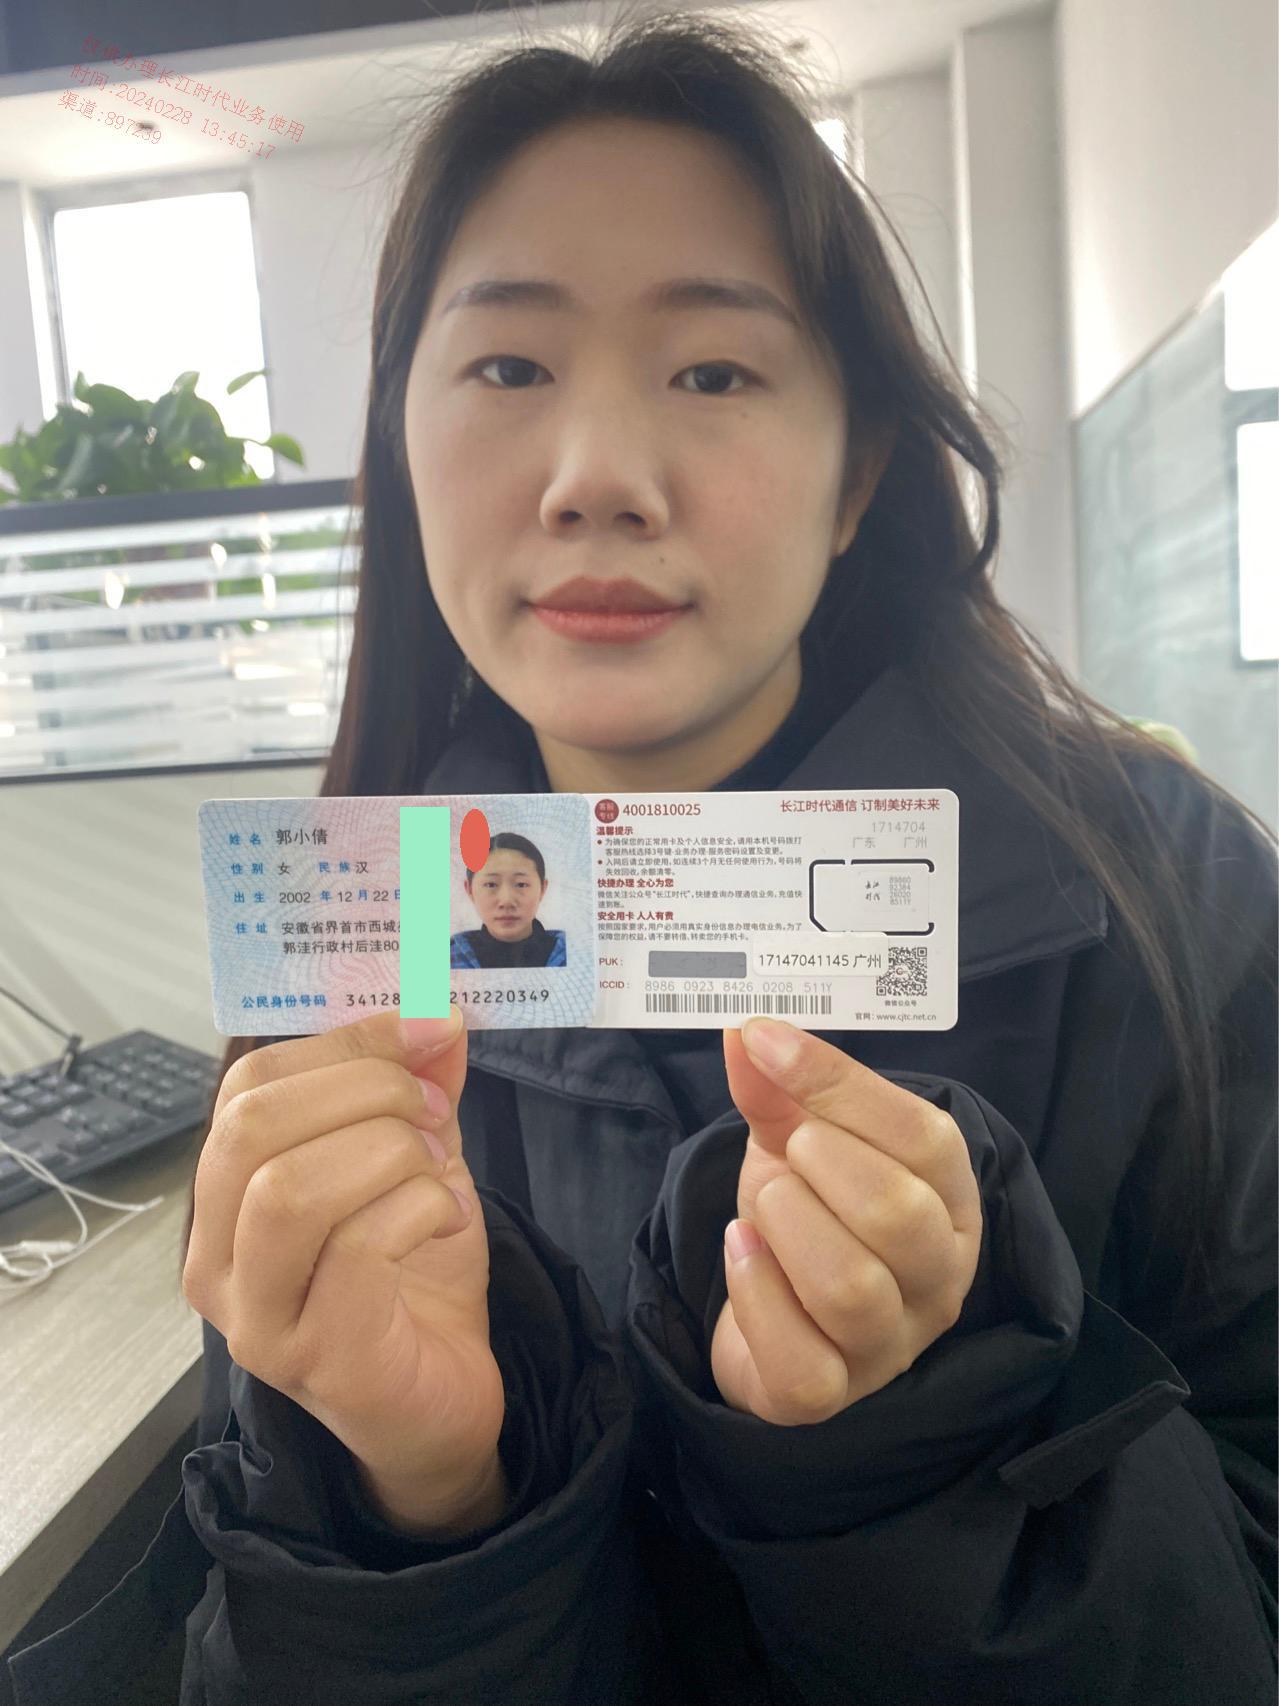 仅供办理长江时代业务使用
时间:20240228 13:45:17
渠道:897239
姓名 郭小倩
性别 女 民族 汉
出生 2002 年 12 月 22 日
住址 安徽省界首市西城
郭洼行政村后洼80
公民身份号码 34128 212220349
客服专线 4001810025
长江时代通信 订制美好未来
1714704
广东 广州
温馨提示
为确保您的正常用卡及个人信息安全,请用本机号码拨打
客服热线选择3号键-业务办理-服务密码设置及变更。
入网后请立即使用,如连续3个月无任何使用行为,号码将
失效回收,余额清零。
快捷办理 全心为您
微信关注公众号"长江时代",快捷查询办理通信业务,充值快
速到账。
安全用卡 人人有责
按照国家要求,用户必须用真实身份信息办理电信业务。为了
保障您的权益,请不要转借、转卖您的手机卡。
长江
时代
89860
92384
26020
8511Y
PUK:
17147041145 广州
ICCID: 8986 0923 8426 0208 511Y
微信公众号
官网:www.cjtc.net.cn